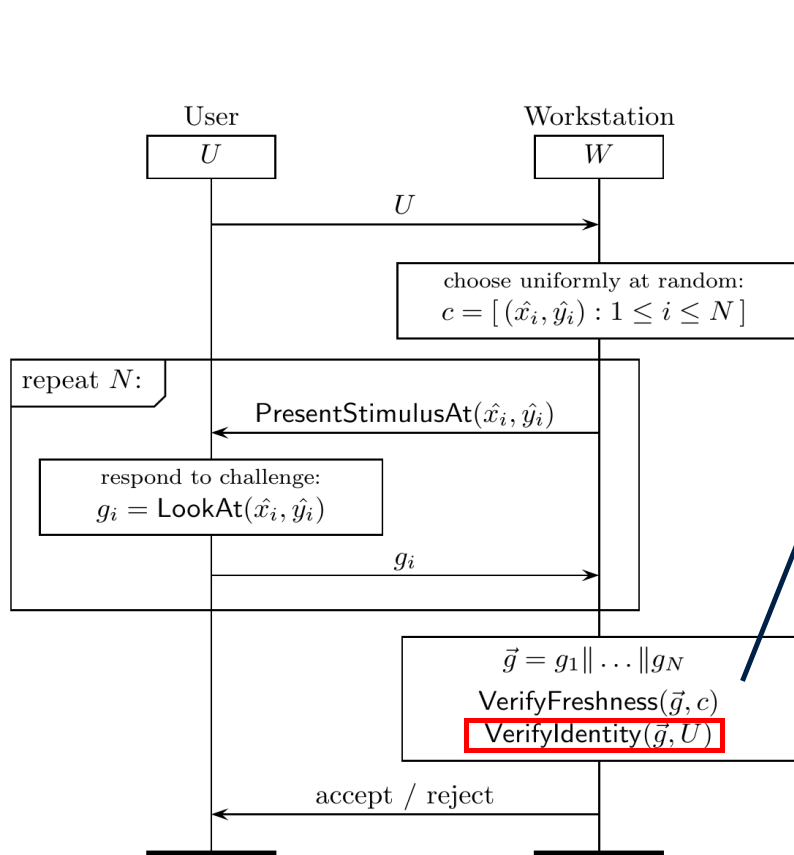 User
Workstation
U
W
U
choose uniformly at random:
c = [ (x̂ᵢ, ŷᵢ) : 1 ≤ i ≤ N ]
repeat N:
PresentStimulusAt(x̂ᵢ, ŷᵢ)
respond to challenge:
gᵢ = LookAt(x̂ᵢ, ŷᵢ)
gᵢ
g⃗ = g₁‖ … ‖g_N
VerifyFreshness(g⃗, c)
VerifyIdentity(g⃗, U)
accept / reject